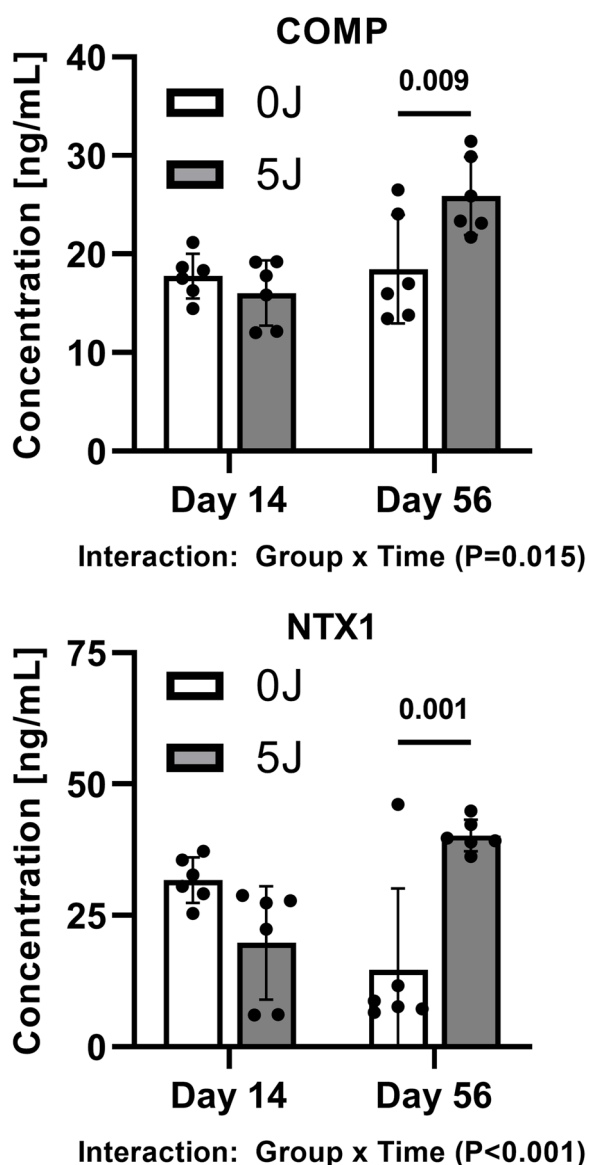 COMP
Concentration [ng/mL]
40
30
20
10
0
0J
5J
0.009
Day 14
Day 56
Interaction: Group x Time (P=0.015)
NTX1
Concentration [ng/mL]
75
50
25
0
0J
5J
0.001
Day 14
Day 56
Interaction: Group x Time (P<0.001)